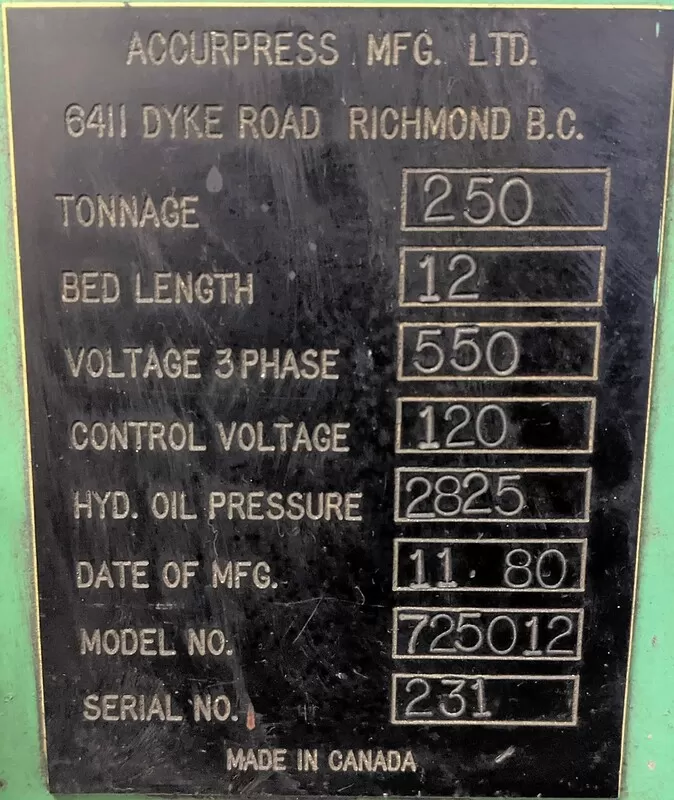 ACCURPRESS MFG. LTD.
6411 DYKE ROAD RICHMOND B.C.
TONNAGE 250
BED LENGTH 12
VOLTAGE 3 PHASE 550
CONTROL VOLTAGE 120
HYD. OIL PRESSURE 2825
DATE OF MFG. 11. 80
MODEL NO. 725012
SERIAL NO. 231
MADE IN CANADA